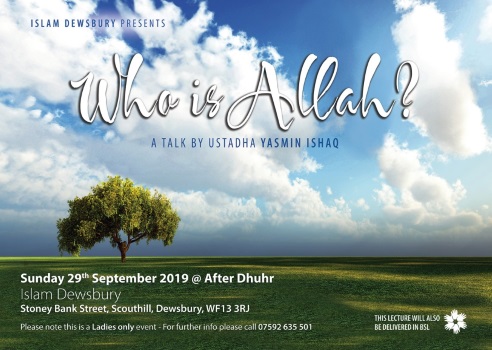 ISLAM DEWSBURY PRESENTS
Who is Allah?
A TALK BY USTADHA YASMIN ISHAQ
Sunday 29th September 2019 @ After Dhuhr
Islam Dewsbury
Stoney Bank Street, Scouthill, Dewsbury, WF13 3RJ
Please note this is a Ladies only event - For further info please call 07592 635 501
THIS LECTURE WILL ALSO
BE DELIVERED IN BSL